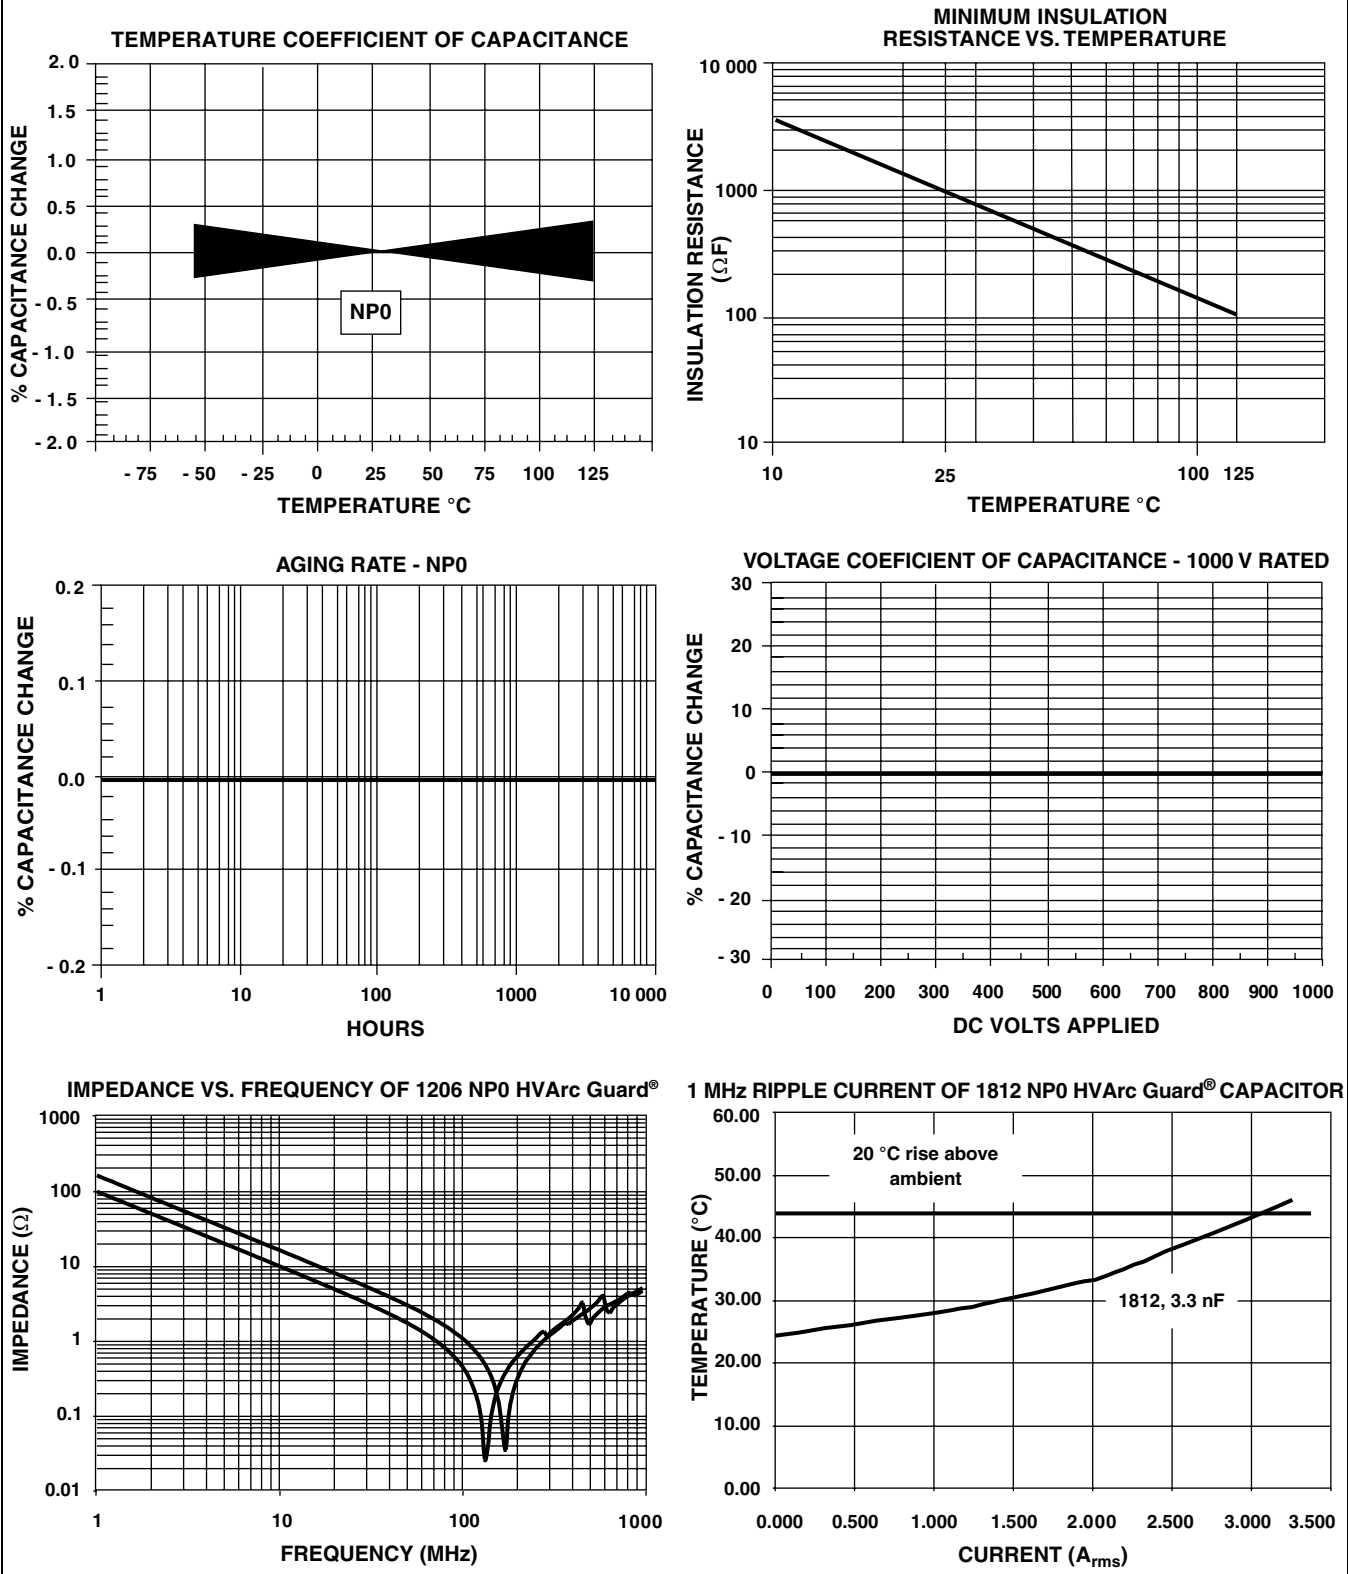 TEMPERATURE COEFFICIENT OF CAPACITANCE
% CAPACITANCE CHANGE
2.0
1.5
1.0
0.5
0.0
- 0.5
- 1.0
- 1.5
- 2.0
NP0
- 75 - 50 - 25 0 25 50 75 100 125
TEMPERATURE °C
MINIMUM INSULATION
RESISTANCE VS. TEMPERATURE
INSULATION RESISTANCE
(ΩF)
10 000
1000
100
10
10 25 100 125
TEMPERATURE °C
AGING RATE - NP0
% CAPACITANCE CHANGE
0.2
0.1
0.0
- 0.1
- 0.2
1 10 100 1000 10 000
HOURS
VOLTAGE COEFICIENT OF CAPACITANCE - 1000 V RATED
% CAPACITANCE CHANGE
30
20
10
0
- 10
- 20
- 30
0 100 200 300 400 500 600 700 800 900 1000
DC VOLTS APPLIED
IMPEDANCE VS. FREQUENCY OF 1206 NP0 HVArc Guard®
IMPEDANCE (Ω)
1000
100
10
1
0.1
0.01
1 10 100 1000
FREQUENCY (MHz)
1 MHz RIPPLE CURRENT OF 1812 NP0 HVArc Guard® CAPACITOR
TEMPERATURE (°C)
60.00
50.00
40.00
30.00
20.00
10.00
0.00
20 °C rise above
ambient
1812, 3.3 nF
0.000 0.500 1.000 1.500 2.000 2.500 3.000 3.500
CURRENT (Arms)